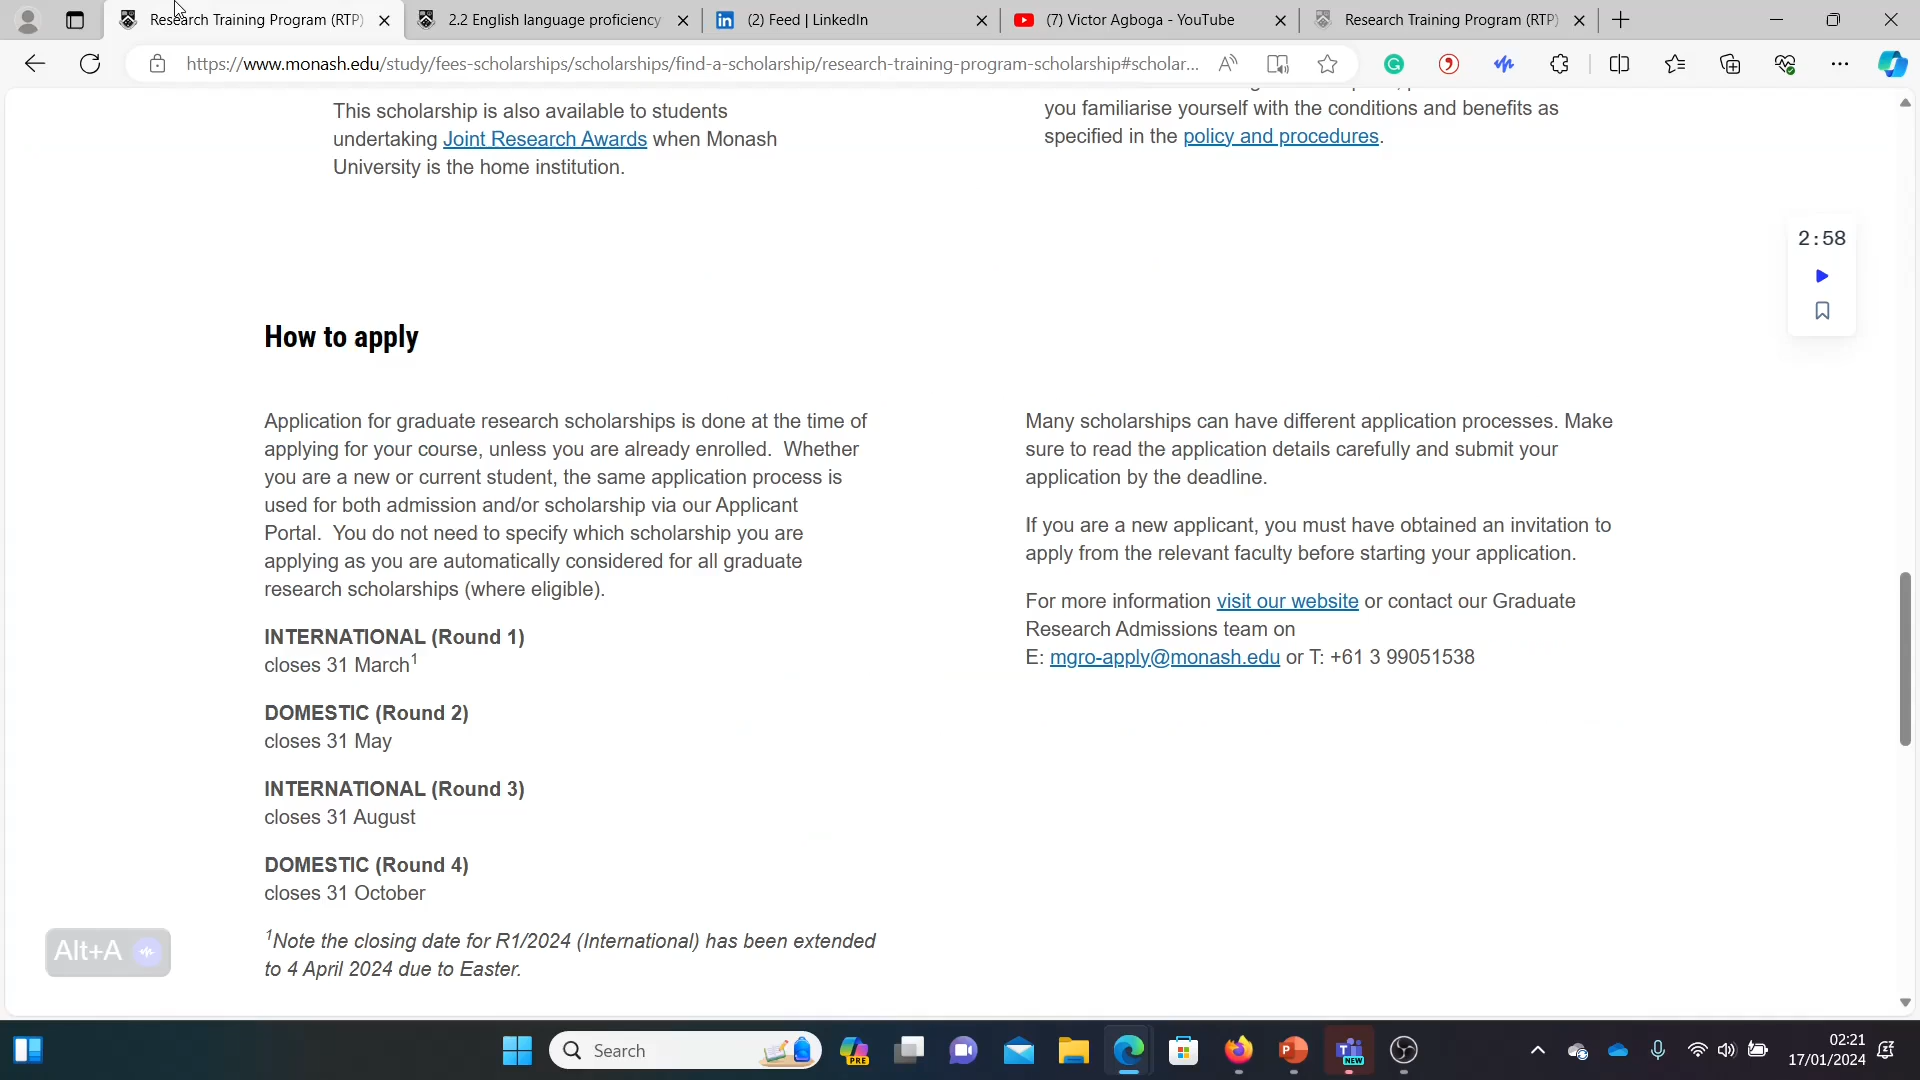 Research Training Program (RTP)
2.2 English language proficiency
(2) Feed | LinkedIn
(7) Victor Agboga - YouTube
Research Training Program (RTP)
https://www.monash.edu/study/fees-scholarships/scholarships/find-a-scholarship/research-training-program-scholarship#scholar...
This scholarship is also available to students
undertaking Joint Research Awards when Monash
University is the home institution.
you familiarise yourself with the conditions and benefits as
specified in the policy and procedures.
2:58
How to apply
Application for graduate research scholarships is done at the time of
applying for your course, unless you are already enrolled. Whether
you are a new or current student, the same application process is
used for both admission and/or scholarship via our Applicant
Portal. You do not need to specify which scholarship you are
applying as you are automatically considered for all graduate
research scholarships (where eligible).
INTERNATIONAL (Round 1)
closes 31 March¹
DOMESTIC (Round 2)
closes 31 May
INTERNATIONAL (Round 3)
closes 31 August
DOMESTIC (Round 4)
closes 31 October
¹Note the closing date for R1/2024 (International) has been extended
to 4 April 2024 due to Easter.
Many scholarships can have different application processes. Make
sure to read the application details carefully and submit your
application by the deadline.
If you are a new applicant, you must have obtained an invitation to
apply from the relevant faculty before starting your application.
For more information visit our website or contact our Graduate
Research Admissions team on
E: mgro-apply@monash.edu or T: +61 3 99051538
Alt+A
Search
PRE
NEW
02:21
17/01/2024